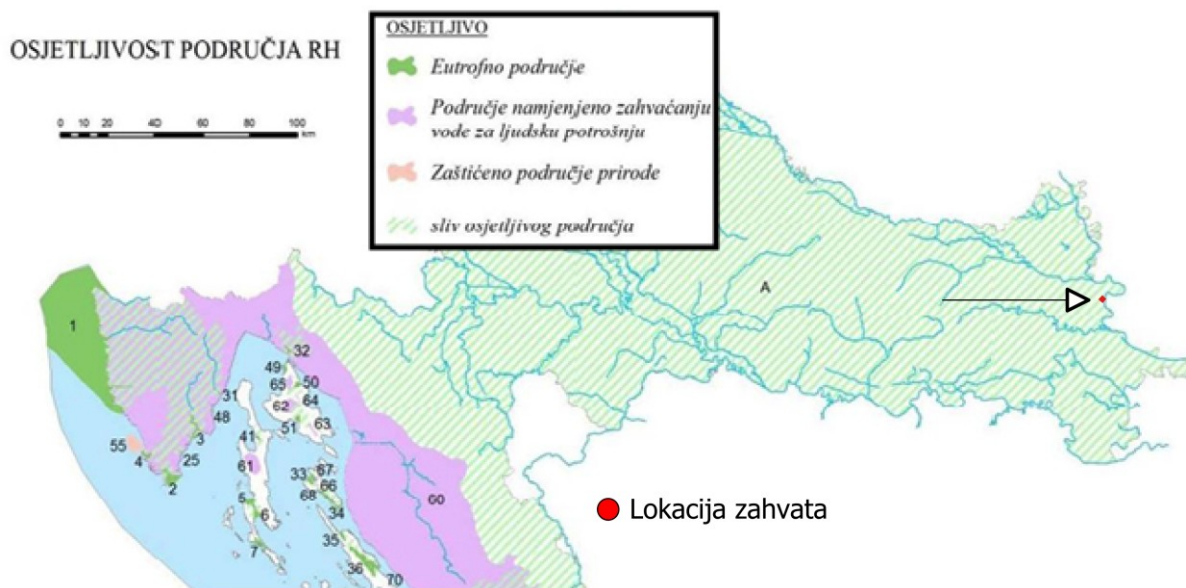 OSJETLJIVOST PODRUČJA RH
0 10 20 40 60 80 100
km
OSJETLJIVO
Eutrofno područje
Područje namjenjeno zahvaćanju
vode za ljudsku potrošnju
Zaštićeno područje prirode
sliv osjetljivog područja
A
1
32
49
65
50
31
62
64
48
51
63
3
41
55
4
25
61
33
67
2
66
60
5
68
6
34
35
7
36
70
Lokacija zahvata